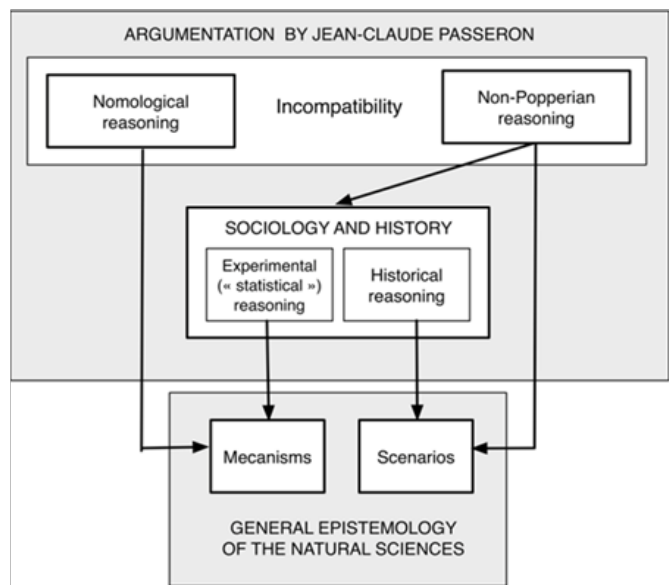 ARGUMENTATION BY JEAN-CLAUDE PASSERON
Nomological
reasoning
Incompatibility
Non-Popperian
reasoning
SOCIOLOGY AND HISTORY
Experimental
(« statistical »)
reasoning
Historical
reasoning
Mecanisms
Scenarios
GENERAL EPISTEMOLOGY
OF THE NATURAL SCIENCES